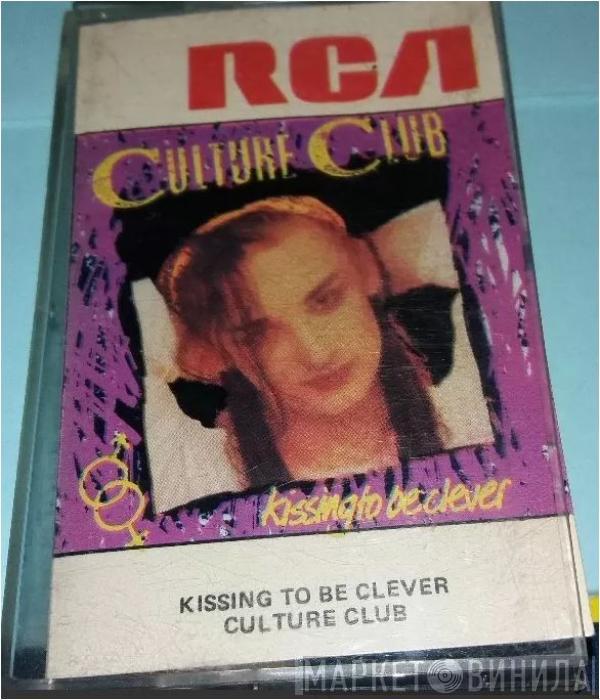 RCA
CULTURE CLUB
kissing to be clever
KISSING TO BE CLEVER
CULTURE CLUB
МАРКЕТ ВИНИЛА